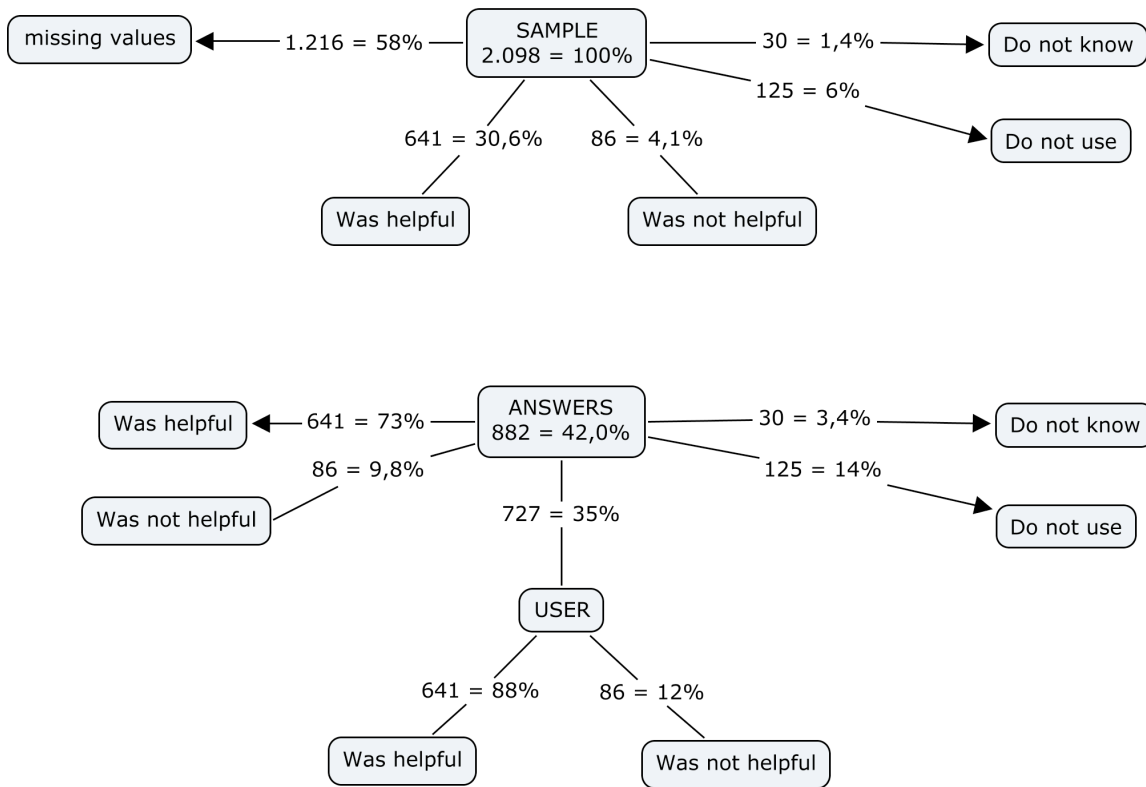 SAMPLE
2.098 = 100%
missing values
1.216 = 58%
30 = 1,4%
Do not know
125 = 6%
Do not use
641 = 30,6%
86 = 4,1%
Was helpful
Was not helpful
ANSWERS
882 = 42,0%
Was helpful
641 = 73%
30 = 3,4%
Do not know
86 = 9,8%
125 = 14%
Was not helpful
Do not use
727 = 35%
USER
641 = 88%
86 = 12%
Was helpful
Was not helpful